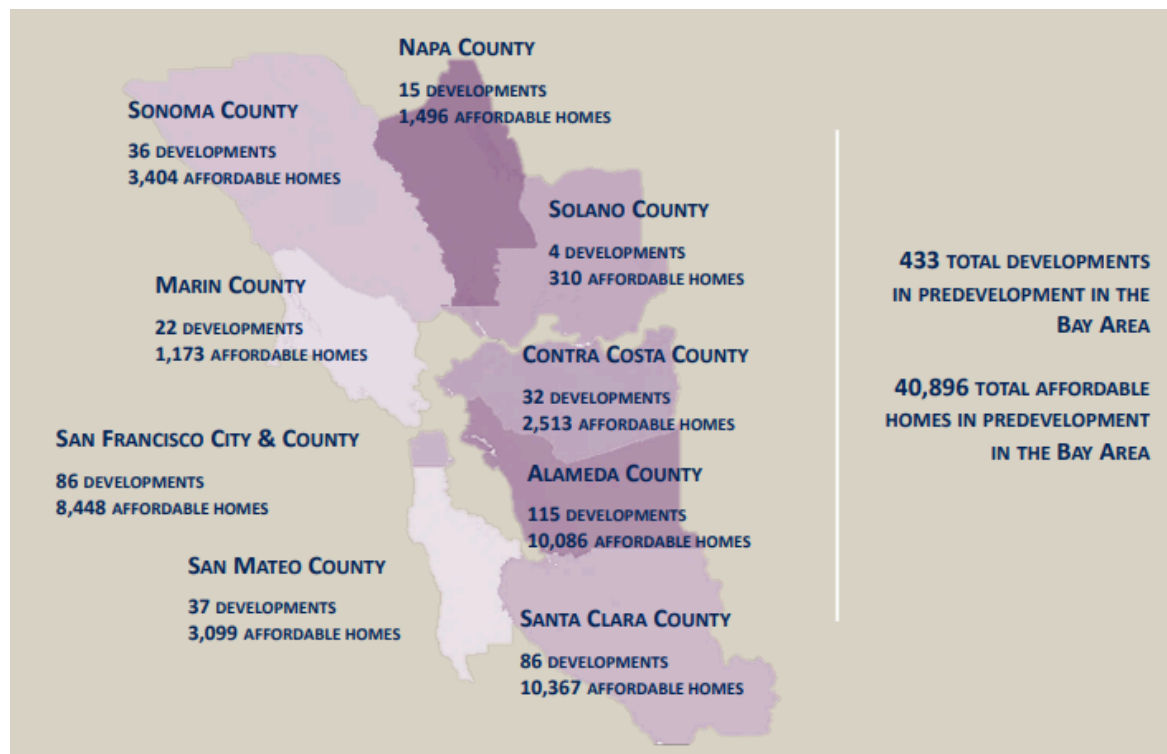 NAPA COUNTY
15 DEVELOPMENTS
1,496 AFFORDABLE HOMES
SONOMA COUNTY
36 DEVELOPMENTS
3,404 AFFORDABLE HOMES
SOLANO COUNTY
4 DEVELOPMENTS
310 AFFORDABLE HOMES
MARIN COUNTY
22 DEVELOPMENTS
1,173 AFFORDABLE HOMES
CONTRA COSTA COUNTY
32 DEVELOPMENTS
2,513 AFFORDABLE HOMES
SAN FRANCISCO CITY & COUNTY
86 DEVELOPMENTS
8,448 AFFORDABLE HOMES
ALAMEDA COUNTY
115 DEVELOPMENTS
10,086 AFFORDABLE HOMES
SAN MATEO COUNTY
37 DEVELOPMENTS
3,099 AFFORDABLE HOMES
SANTA CLARA COUNTY
86 DEVELOPMENTS
10,367 AFFORDABLE HOMES
433 TOTAL DEVELOPMENTS
IN PREDEVELOPMENT IN THE
BAY AREA
40,896 TOTAL AFFORDABLE
HOMES IN PREDEVELOPMENT
IN THE BAY AREA